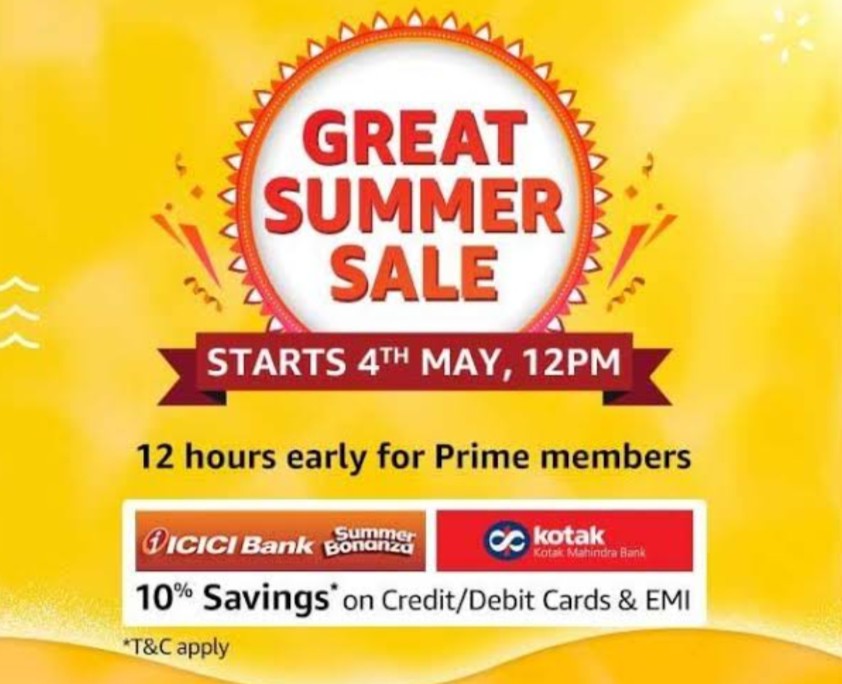 GREAT
SUMMER
SALE
STARTS 4TH MAY, 12PM
12 hours early for Prime members
ICICI Bank Summer Bonanza
kotak
Kotak Mahindra Bank
10% Savings* on Credit/Debit Cards & EMI
*T&C apply